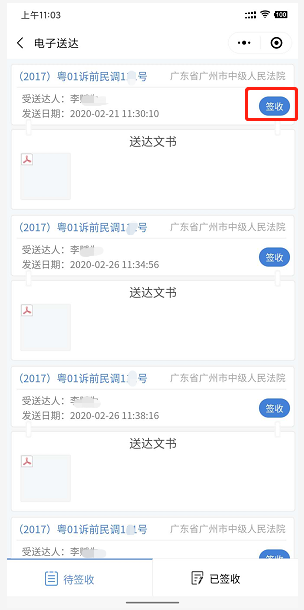 上午11:03
100
电子送达
(2017)粤01诉前民调1 号
广东省广州市中级人民法院
受送达人:李
发送日期:2020-02-21 11:30:10
签收
送达文书
(2017)粤01诉前民调1 号
广东省广州市中级人民法院
受送达人:李
发送日期:2020-02-26 11:34:56
签收
送达文书
(2017)粤01诉前民调1 号
广东省广州市中级人民法院
受送达人:李
发送日期:2020-02-26 11:38:16
签收
送达文书
(2017)粤01诉前民调1 号
广东省广州市中级人民法院
受送达人:李
签收
待签收
已签收